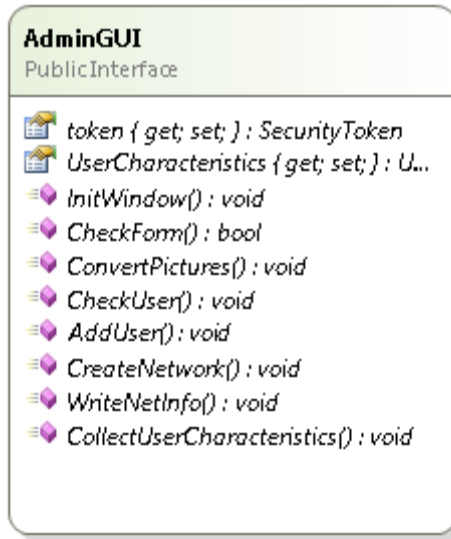 AdminGUI
PublicInterface
token { get; set; } : SecurityToken
UserCharacteristics { get; set; } : U...
InitWindow() : void
CheckForm() : bool
ConvertPictures() : void
CheckUser() : void
AddUser() : void
CreateNetwork() : void
WriteNetInfo() : void
CollectUserCharacteristics() : void